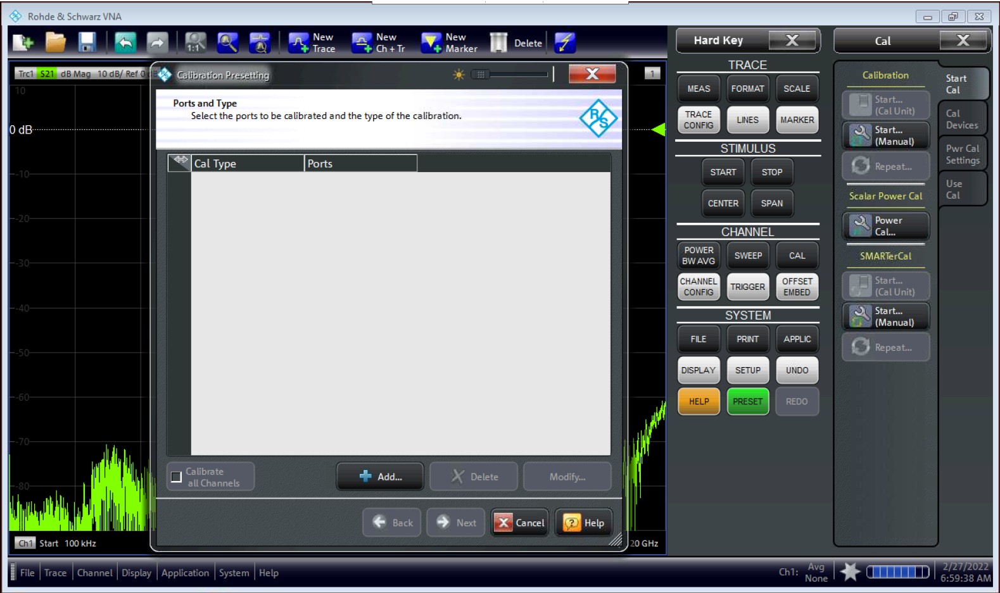 Rohde & Schwarz VNA
1:1
New
Trace
New
Ch + Tr
New
Marker
Delete
Hard Key
Cal
Trc1 S21 dB Mag 10 dB/ Ref 0
1
10
0 dB
-10
-20
-30
-40
-50
-60
-70
-80
Ch1 Start 100 kHz
20 GHz
Calibration Presetting
Ports and Type
Select the ports to be calibrated and the type of the calibration.
R/S
Cal Type
Ports
Calibrate
all Channels
Add...
Delete
Modify...
Back
Next
Cancel
Help
TRACE
MEAS
FORMAT
SCALE
TRACE
CONFIG
LINES
MARKER
STIMULUS
START
STOP
CENTER
SPAN
CHANNEL
POWER
BW AVG
SWEEP
CAL
CHANNEL
CONFIG
TRIGGER
OFFSET
EMBED
SYSTEM
FILE
PRINT
APPLIC
DISPLAY
SETUP
UNDO
HELP
PRESET
REDO
Calibration
Start...
(Cal Unit)
Start...
(Manual)
Repeat...
Scalar Power Cal
Power
Cal...
SMARTerCal
Start...
(Cal Unit)
Start...
(Manual)
Repeat...
Start
Cal
Cal
Devices
Pwr Cal
Settings
Use
Cal
File
Trace
Channel
Display
Application
System
Help
Ch1:
Avg
None
2/27/2022
6:59:38 AM